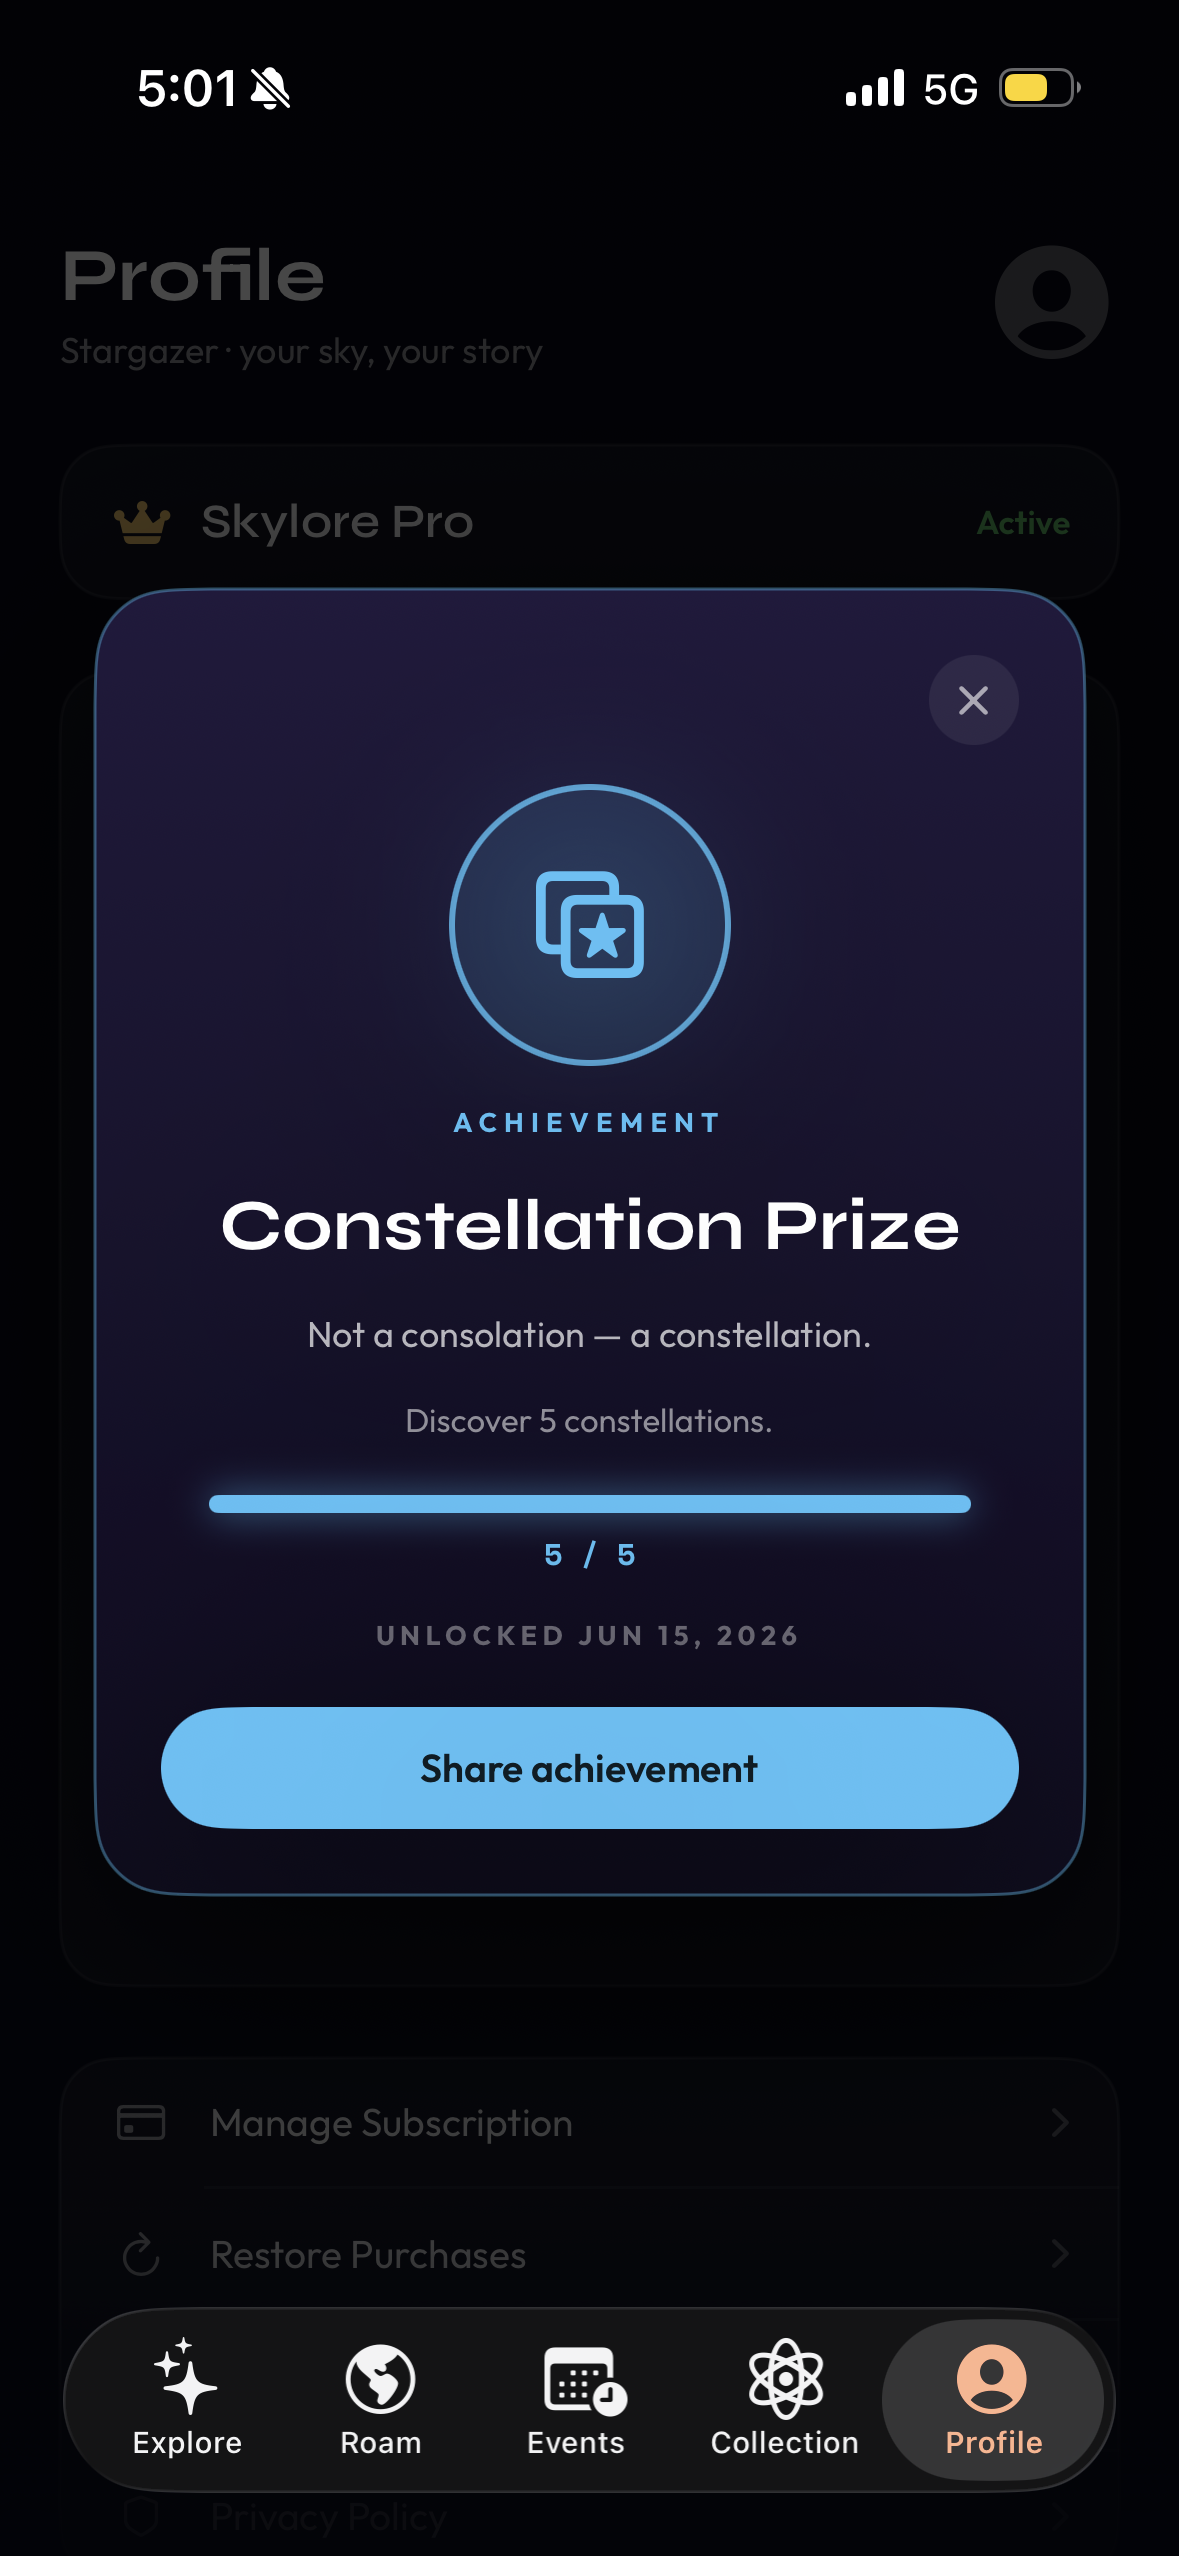 5:01
5G
Profile
Stargazer · your sky, your story
Skylore Pro
Active
ACHIEVEMENT
Constellation Prize
Not a consolation — a constellation.
Discover 5 constellations.
5 / 5
UNLOCKED JUN 15, 2026
Share achievement
Manage Subscription
Restore Purchases
Explore
Roam
Events
Collection
Profile
Privacy Policy